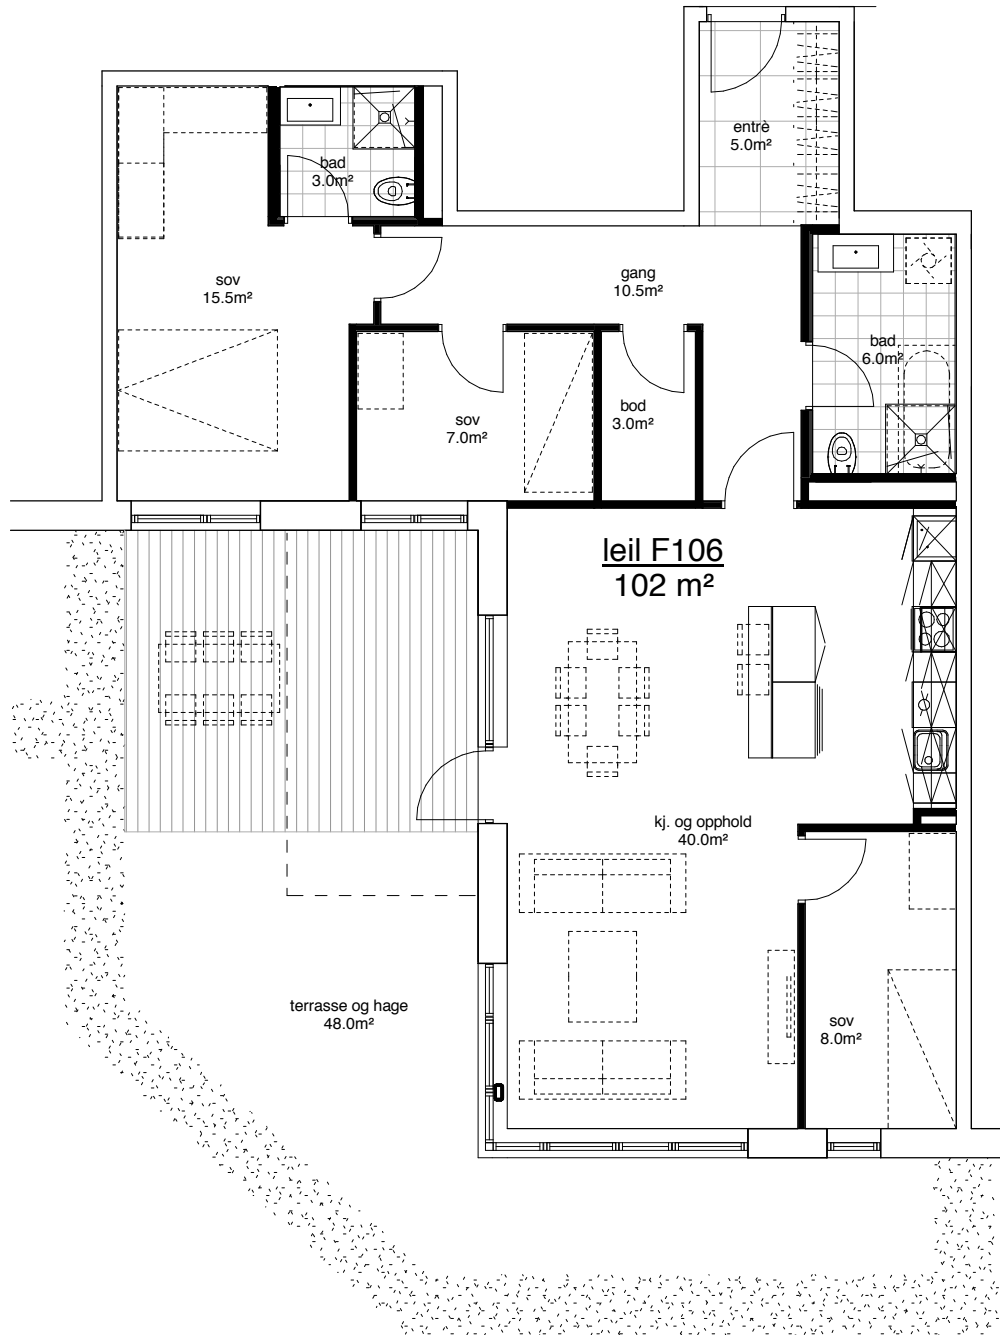 entrè
5.0m²
bad
3.0m²
sov
15.5m²
gang
10.5m²
bad
6.0m²
sov
7.0m²
bod
3.0m²
leil F106
102 m²
kj. og opphold
40.0m²
terrasse og hage
48.0m²
sov
8.0m²